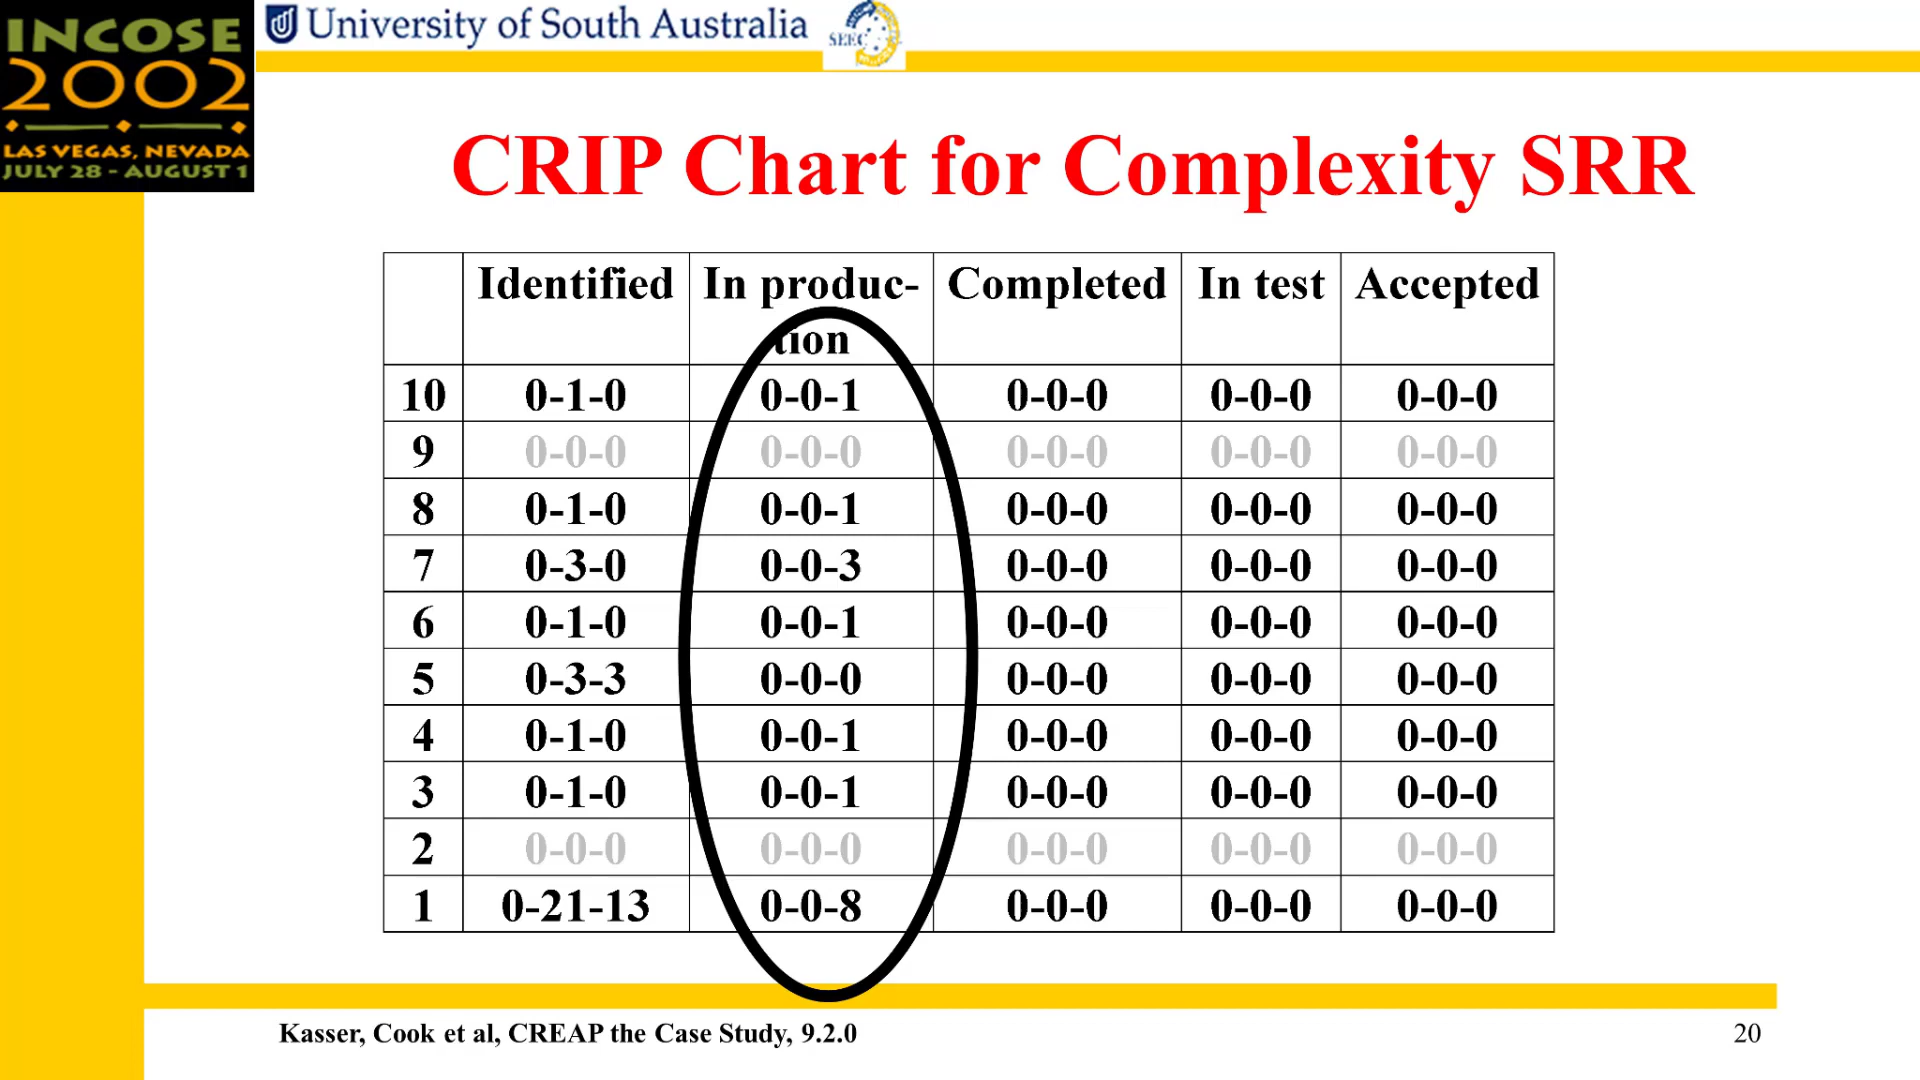 INCOSE
2002
LAS VEGAS, NEVADA
JULY 28 - AUGUST 1
University of South Australia
SEEC
CRIP Chart for Complexity SRR
Identified In produc- Completed In test Accepted
tion
10 0-1-0 0-0-1 0-0-0 0-0-0 0-0-0
9 0-0-0 0-0-0 0-0-0 0-0-0 0-0-0
8 0-1-0 0-0-1 0-0-0 0-0-0 0-0-0
7 0-3-0 0-0-3 0-0-0 0-0-0 0-0-0
6 0-1-0 0-0-1 0-0-0 0-0-0 0-0-0
5 0-3-3 0-0-0 0-0-0 0-0-0 0-0-0
4 0-1-0 0-0-1 0-0-0 0-0-0 0-0-0
3 0-1-0 0-0-1 0-0-0 0-0-0 0-0-0
2 0-0-0 0-0-0 0-0-0 0-0-0 0-0-0
1 0-21-13 0-0-8 0-0-0 0-0-0 0-0-0
Kasser, Cook et al, CREAP the Case Study, 9.2.0
20